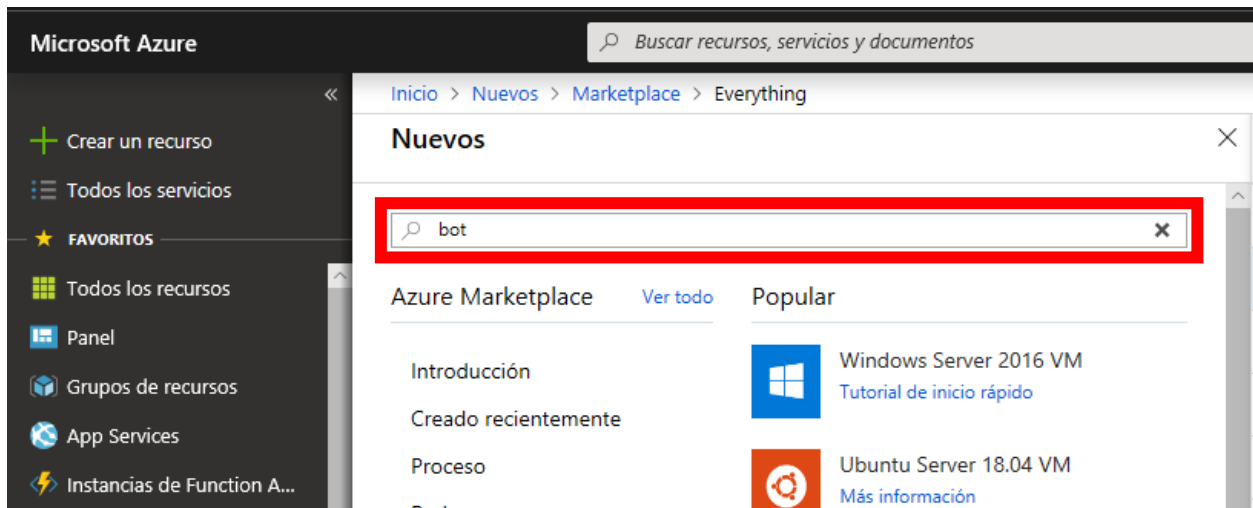 Microsoft Azure
Buscar recursos, servicios y documentos
«
Inicio > Nuevos > Marketplace > Everything
Crear un recurso
Todos los servicios
FAVORITOS
Todos los recursos
Panel
Grupos de recursos
App Services
Instancias de Function A...
Nuevos
bot
Azure Marketplace Ver todo
Introducción
Creado recientemente
Proceso
Popular
Windows Server 2016 VM
Tutorial de inicio rápido
Ubuntu Server 18.04 VM
Más información